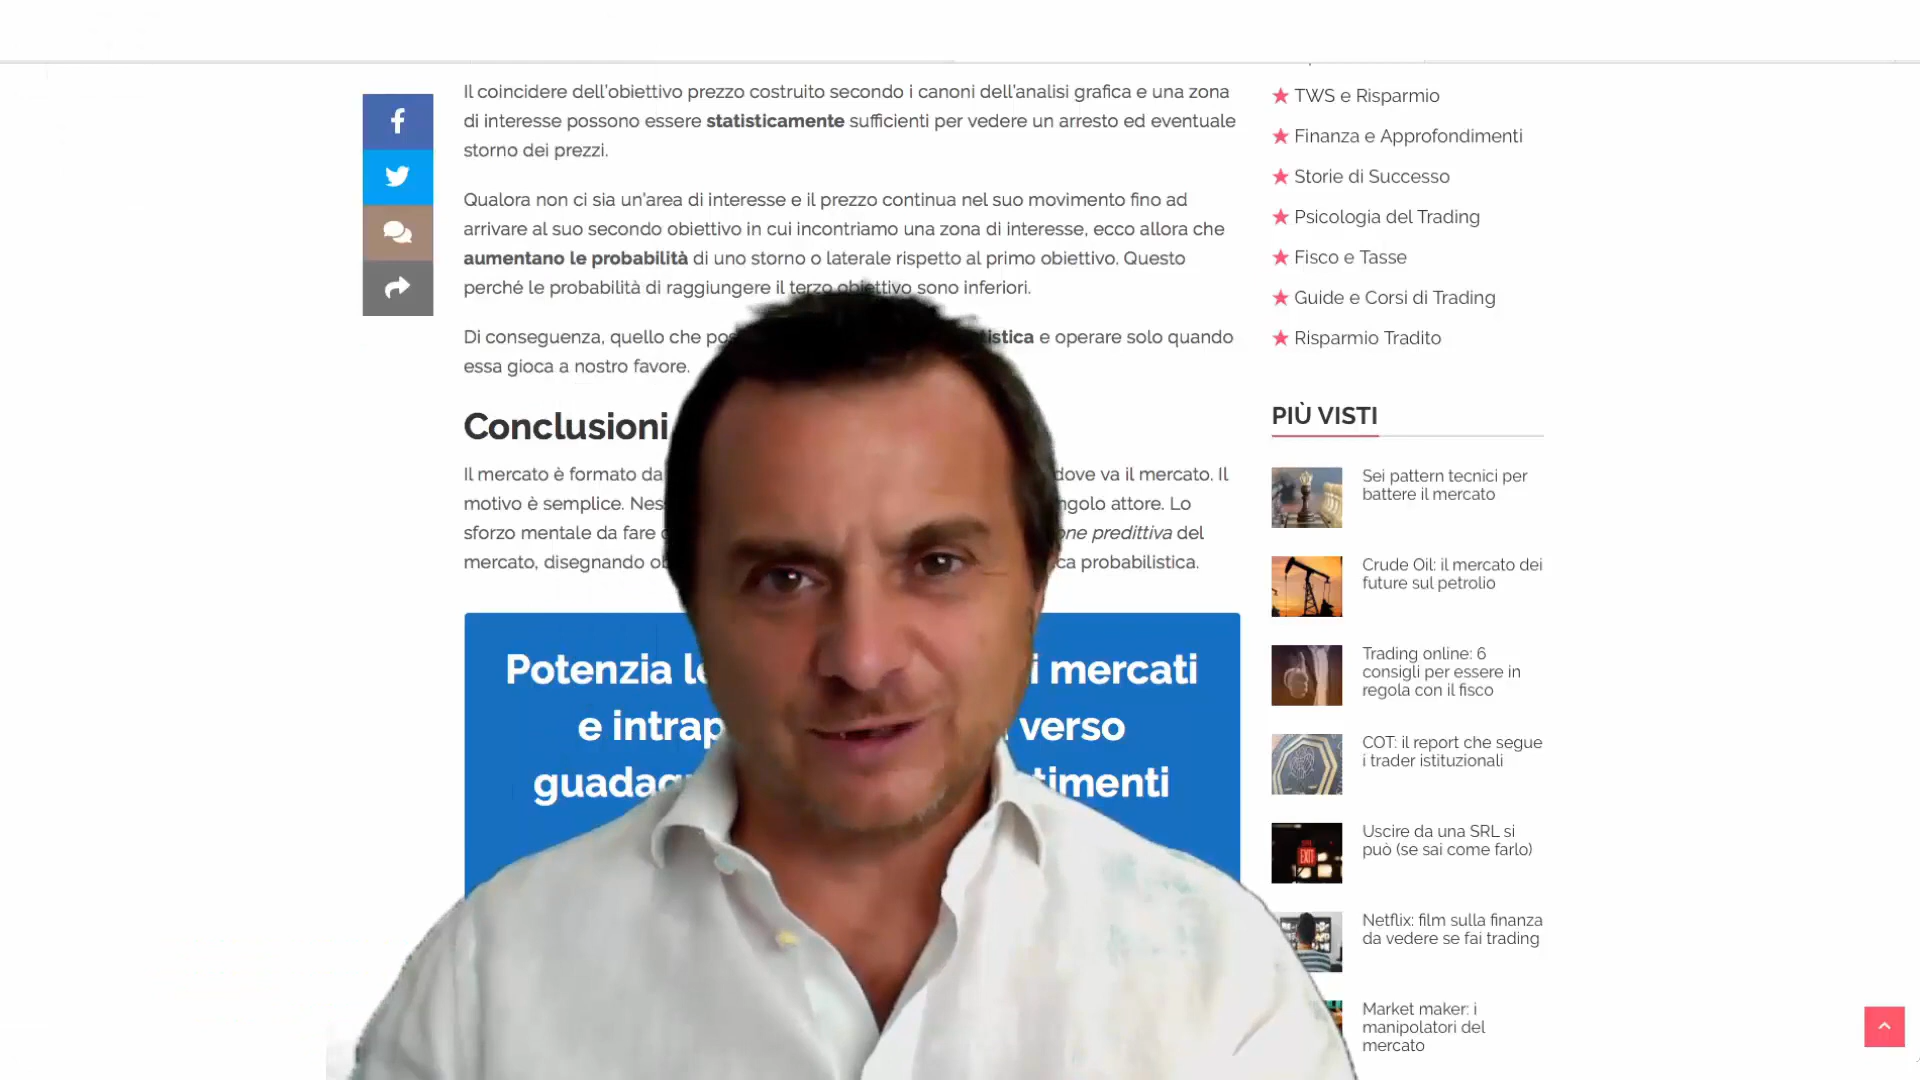 Il coincidere dell'obiettivo prezzo costruito secondo i canoni dell'analisi grafica e una zona
di interesse possono essere statisticamente sufficienti per vedere un arresto ed eventuale
storno dei prezzi.
Qualora non ci sia un'area di interesse e il prezzo continua nel suo movimento fino ad
arrivare al suo secondo obiettivo in cui incontriamo una zona di interesse, ecco allora che
aumentano le probabilità di uno storno o laterale rispetto al primo obiettivo. Questo
perché le probabilità di raggiungere il terzo obiettivo sono inferiori.
Di conseguenza, quello che e operare solo quando
essa gioca a nostro favore.
Conclusioni
Il mercato è formato da dove va il mercato. Il
motivo è semplice. attore. Lo
sforzo mentale da fare predittiva del
mercato, disegnando probabilistica.
Potenzia mercati
e verso
TWS e Risparmio
Finanza e Approfondimenti
Storie di Successo
Psicologia del Trading
Fisco e Tasse
Guide e Corsi di Trading
Risparmio Tradito
PIÙ VISTI
Sei pattern tecnici per
battere il mercato
Crude Oil: il mercato dei
future sul petrolio
Trading online: 6
consigli per essere in
regola con il fisco
COT: il report che segue
i trader istituzionali
EXIT
Uscire da una SRL si
può (se sai come farlo)
Netflix: film sulla finanza
da vedere se fai trading
Market maker: i
manipolatori del
mercato